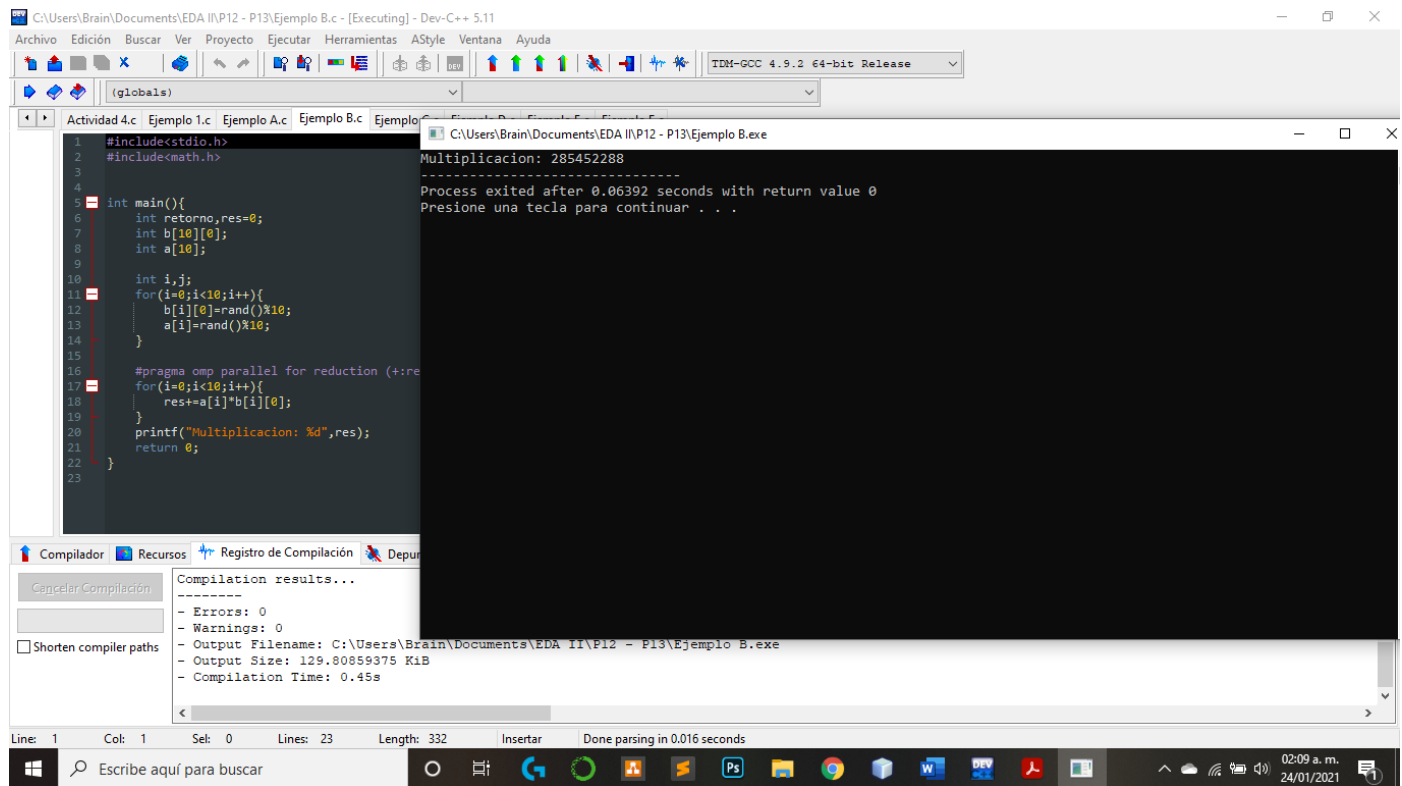 C:\Users\Brain\Documents\EDA II\P12 - P13\Ejemplo B.c - [Executing] - Dev-C++ 5.11
Archivo Edición Buscar Ver Proyecto Ejecutar Herramientas AStyle Ventana Ayuda
TDM-GCC 4.9.2 64-bit Release
(globals)
Actividad 4.c Ejemplo 1.c Ejemplo A.c Ejemplo B.c
C:\Users\Brain\Documents\EDA II\P12 - P13\Ejemplo B.exe
1 #include<stdio.h>
2 #include<math.h>
3
4
5 int main(){
6 int retorno,res=0;
7 int b[10][0];
8 int a[10];
9
10 int i,j;
11 for(i=0;i<10;i++){
12 b[i][0]=rand()%10;
13 a[i]=rand()%10;
14 }
15
16 #pragma omp parallel for reduction (+:re
17 for(i=0;i<10;i++){
18 res+=a[i]*b[i][0];
19 }
20 printf("Multiplicacion: %d",res);
21 return 0;
22 }
23
Multiplicacion: 285452288
--------------------------------
Process exited after 0.06392 seconds with return value 0
Presione una tecla para continuar . . .
Compilador Recursos Registro de Compilación Depur
Cancelar Compilación
Shorten compiler paths
Compilation results...
--------
- Errors: 0
- Warnings: 0
- Output Filename: C:\Users\Brain\Documents\EDA II\P12 - P13\Ejemplo B.exe
- Output Size: 129.80859375 KiB
- Compilation Time: 0.45s
Line: 1 Col: 1 Sel: 0 Lines: 23 Length: 332 Insertar Done parsing in 0.016 seconds
Escribe aquí para buscar
Ps
W
DEV
02:09 a. m.
24/01/2021
1